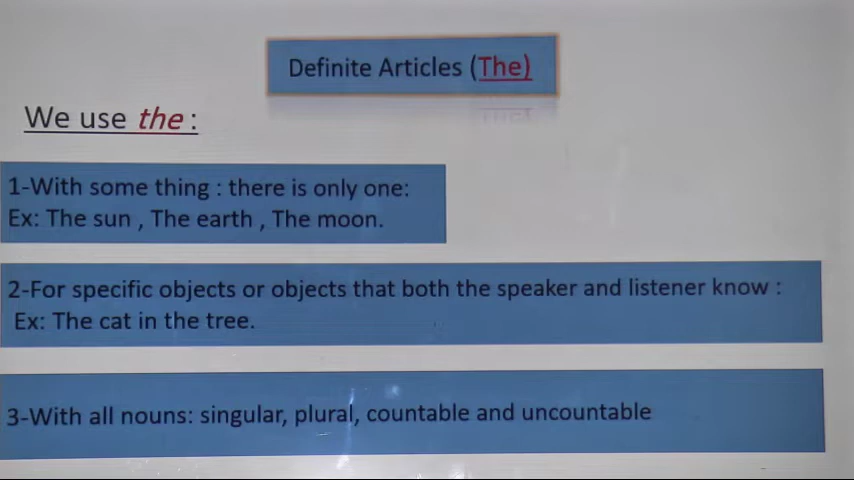 Definite Articles (The)
We use the :
1-With some thing : there is only one:
Ex: The sun , The earth , The moon.
2-For specific objects or objects that both the speaker and listener know :
Ex: The cat in the tree.
3-With all nouns: singular, plural, countable and uncountable